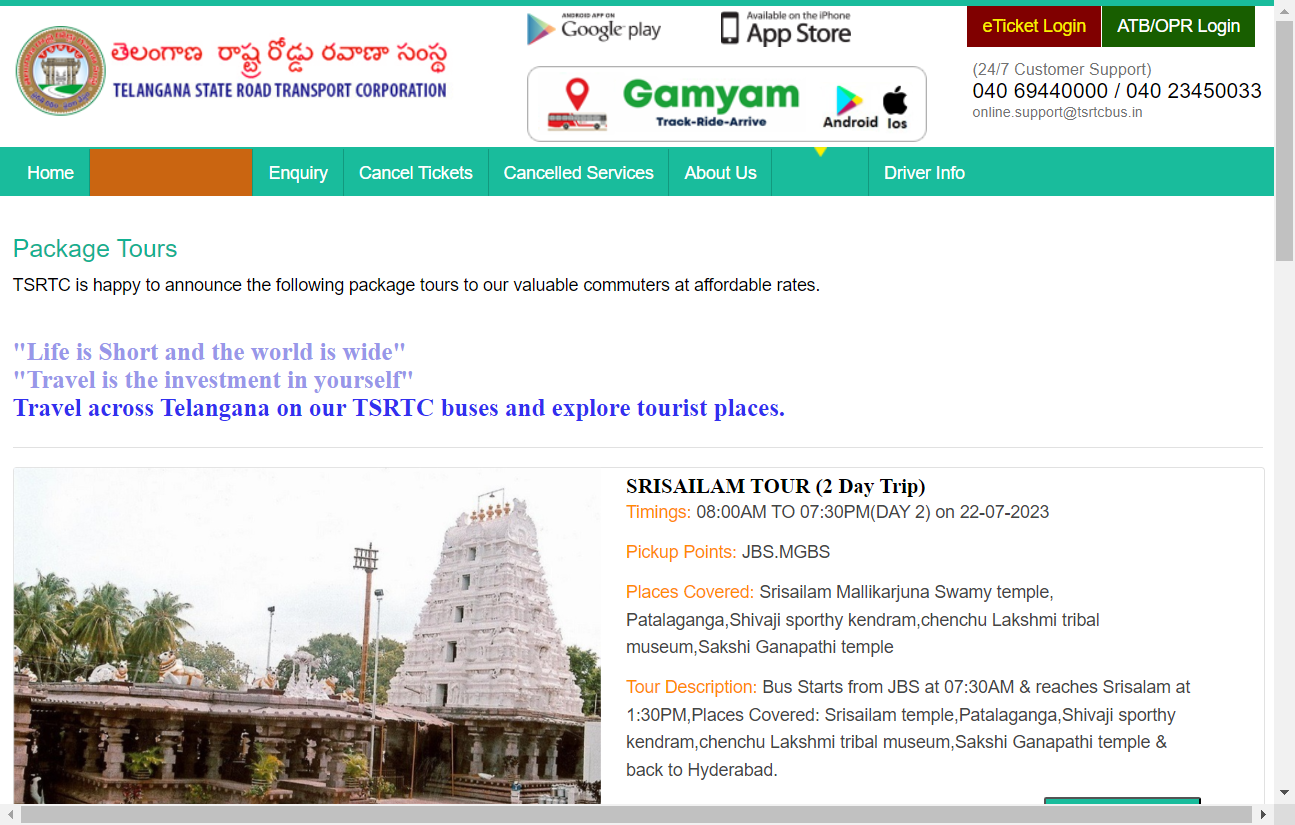 తెలంగాణ రాష్ట్ర రోడ్డు రవాణా సంస్థ
TELANGANA STATE ROAD TRANSPORT CORPORATION
ANDROID APP ON
Google play
Available on the iPhone
App Store
eTicket Login
ATB/OPR Login
Gamyam
Track-Ride-Arrive
Android
Ios
(24/7 Customer Support)
040 69440000 / 040 23450033
online.support@tsrtcbus.in
Home
Enquiry
Cancel Tickets
Cancelled Services
About Us
Driver Info
Package Tours
TSRTC is happy to announce the following package tours to our valuable commuters at affordable rates.
"Life is Short and the world is wide"
"Travel is the investment in yourself"
Travel across Telangana on our TSRTC buses and explore tourist places.
SRISAILAM TOUR (2 Day Trip)
Timings: 08:00AM TO 07:30PM(DAY 2) on 22-07-2023
Pickup Points: JBS.MGBS
Places Covered: Srisailam Mallikarjuna Swamy temple,
Patalaganga,Shivaji sporthy kendram,chenchu Lakshmi tribal
museum,Sakshi Ganapathi temple
Tour Description: Bus Starts from JBS at 07:30AM & reaches Srisalam at
1:30PM,Places Covered: Srisailam temple,Patalaganga,Shivaji sporthy
kendram,chenchu Lakshmi tribal museum,Sakshi Ganapathi temple &
back to Hyderabad.